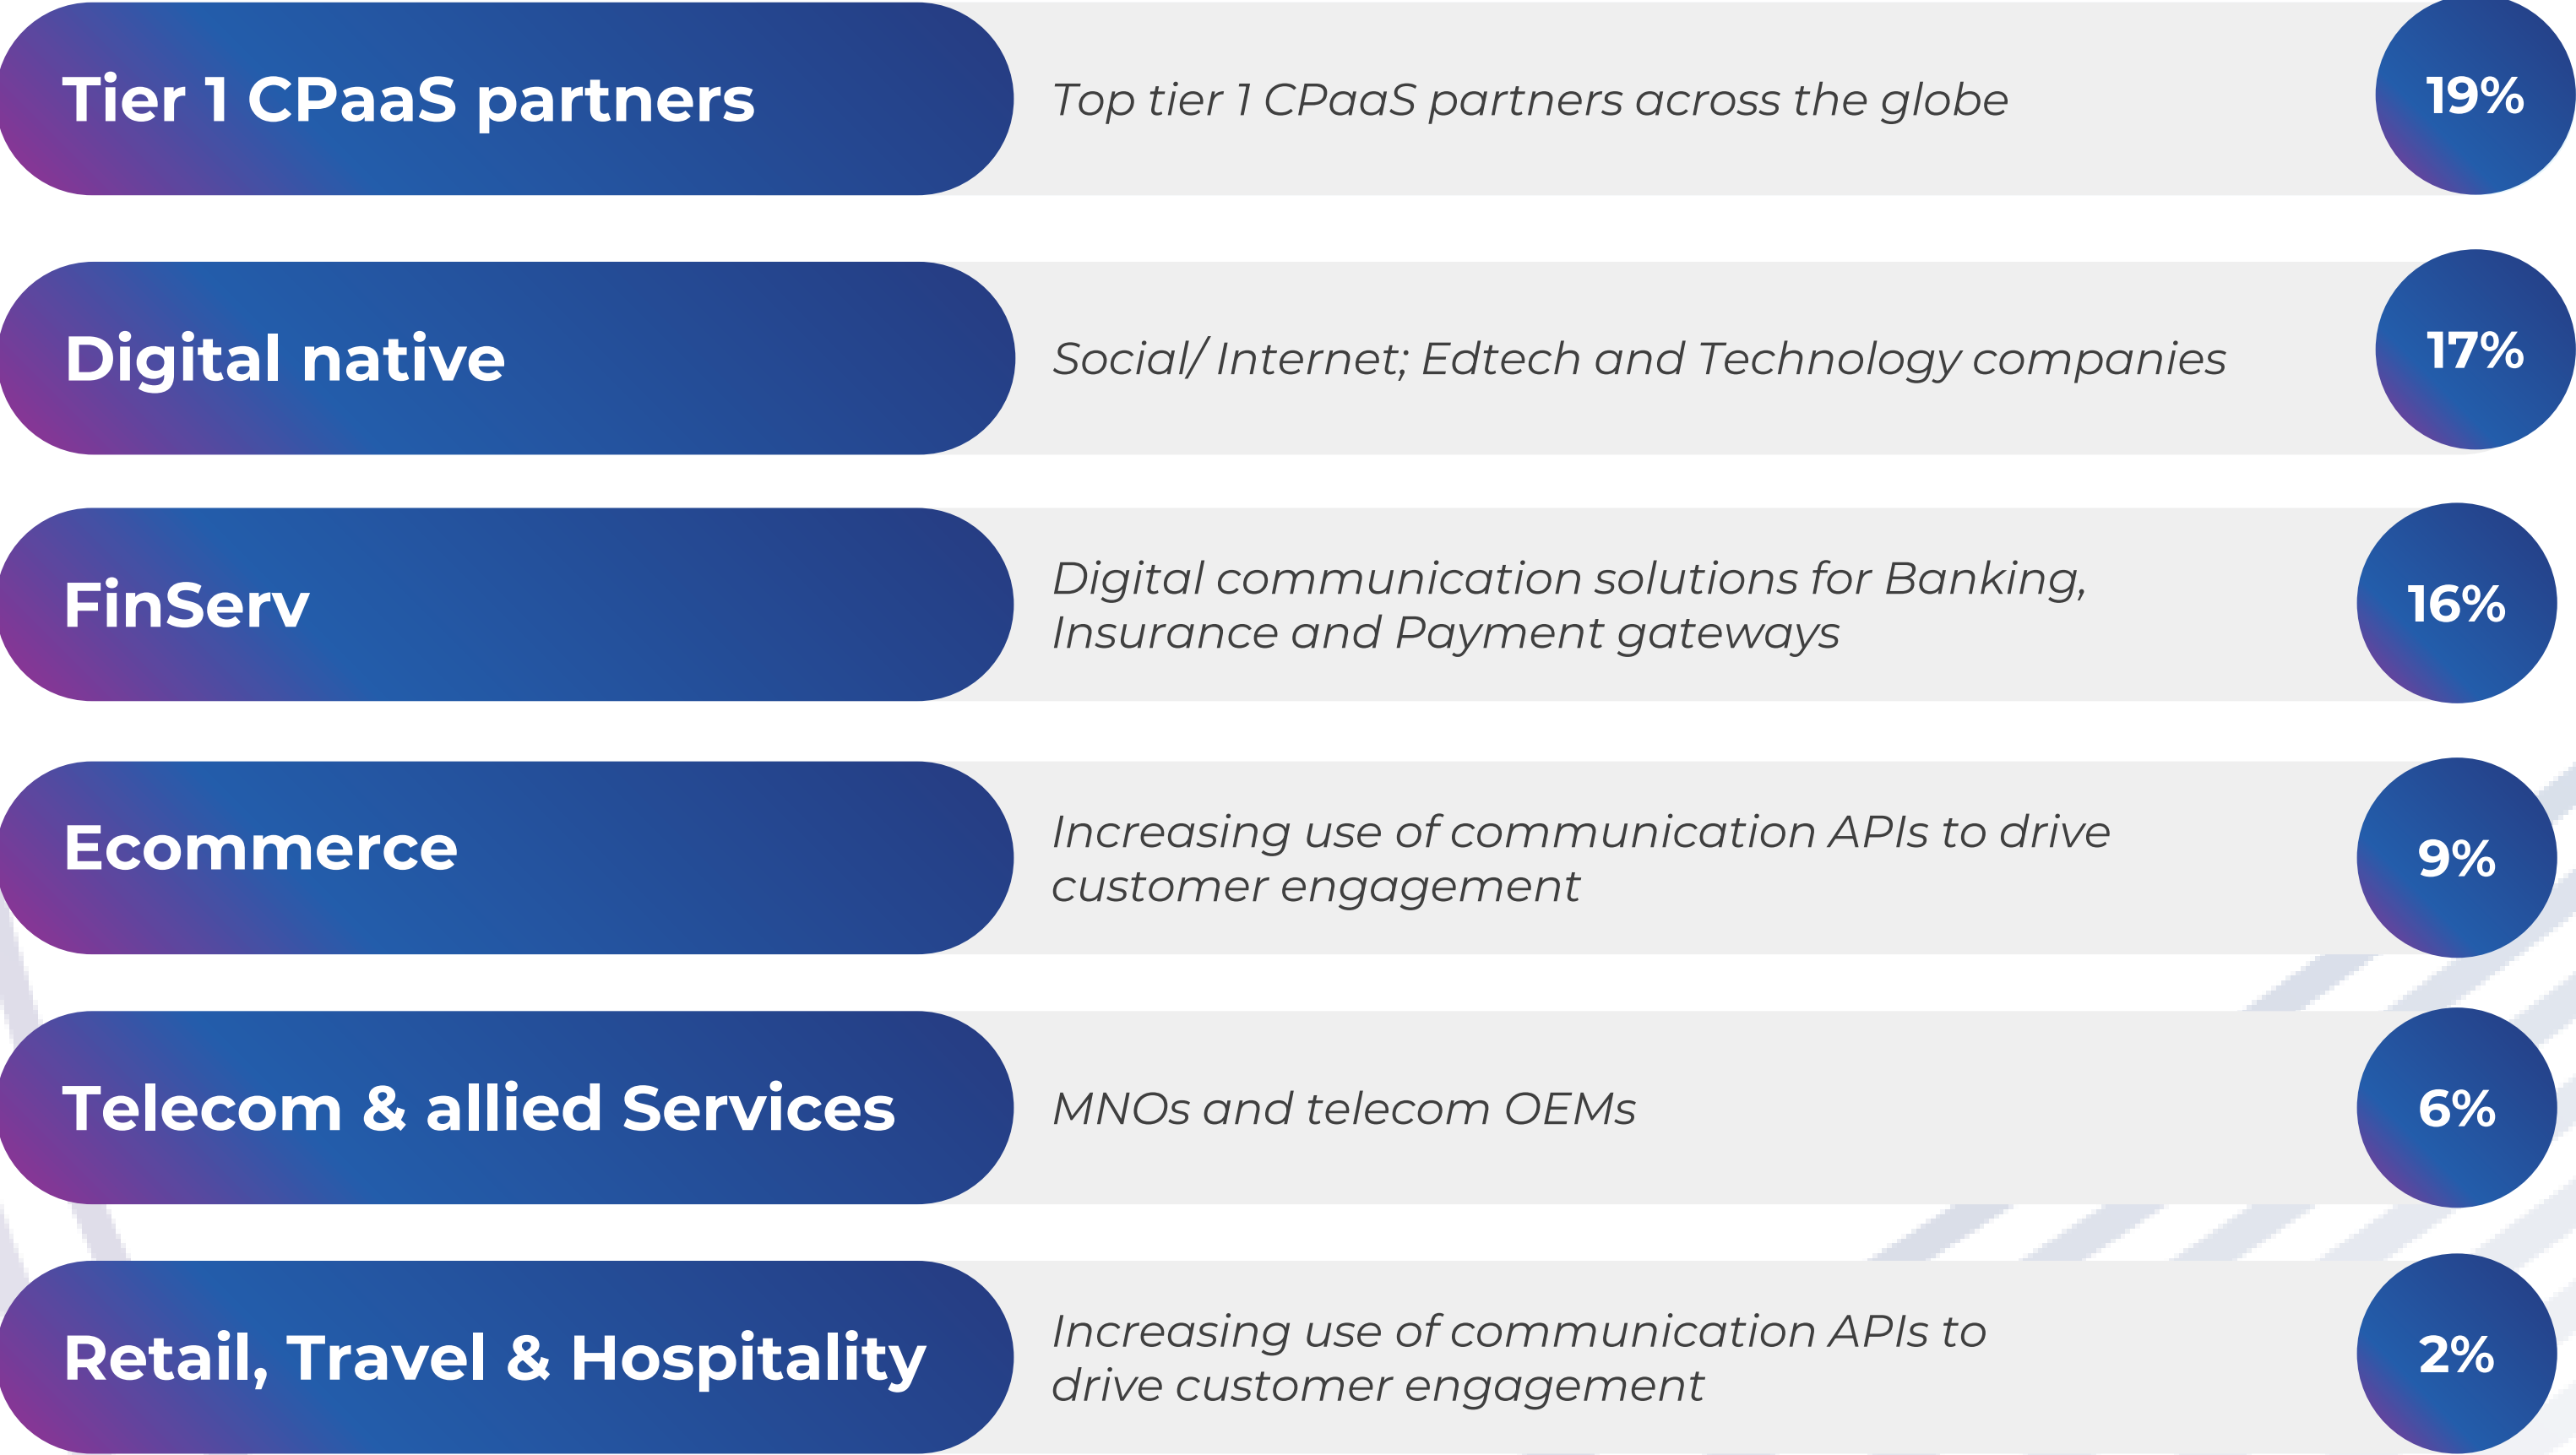 Tier 1 CPaaS partners
Top tier 1 CPaaS partners across the globe
19%
Digital native
Social/ Internet; Edtech and Technology companies
17%
FinServ
Digital communication solutions for Banking,
Insurance and Payment gateways
16%
Ecommerce
Increasing use of communication APIs to drive
customer engagement
9%
Telecom & allied Services
MNOs and telecom OEMs
6%
Retail, Travel & Hospitality
Increasing use of communication APIs to
drive customer engagement
2%